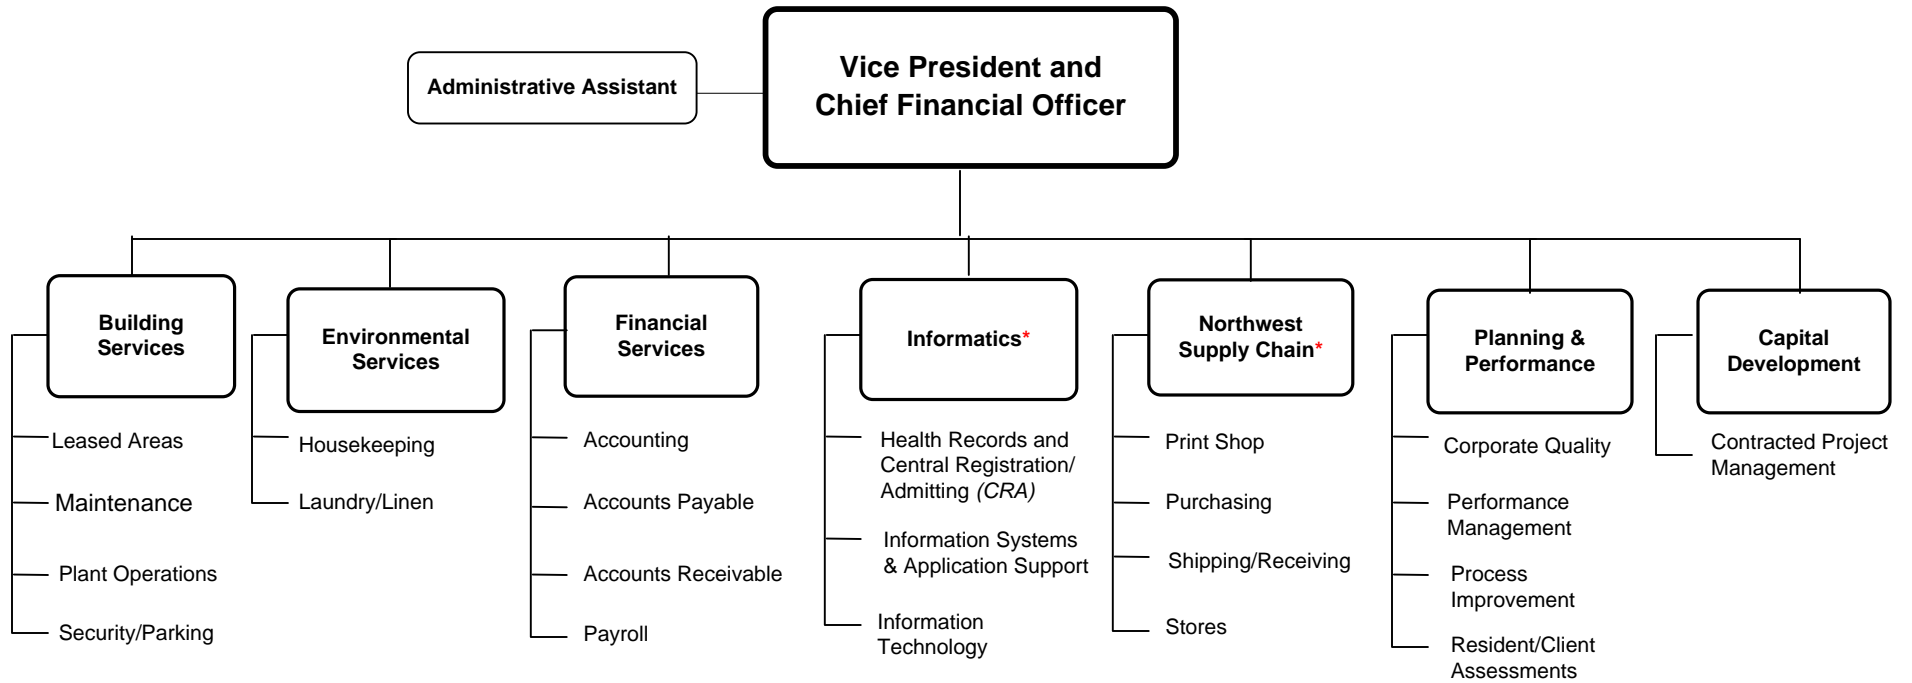 Vice President and
Chief Financial Officer
Administrative Assistant
Building
Services
Leased Areas
Maintenance
Plant Operations
Security/Parking
Environmental
Services
Housekeeping
Laundry/Linen
Financial
Services
Accounting
Accounts Payable
Accounts Receivable
Payroll
Informatics*
Health Records and
Central Registration/
Admitting (CRA)
Information Systems
& Application Support
Information
Technology
Northwest
Supply Chain*
Print Shop
Purchasing
Shipping/Receiving
Stores
Planning &
Performance
Corporate Quality
Performance
Management
Process
Improvement
Resident/Client
Assessments
Capital
Development
Contracted Project
Management